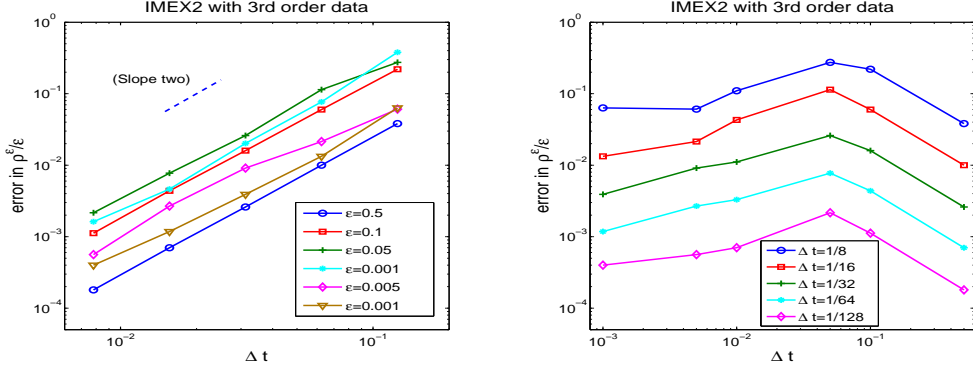 IMEX2 with 3rd order data
10^0
10^-1
10^-2
10^-3
10^-4
error in ρ^ε/ε
(Slope two)
ε=0.5
ε=0.1
ε=0.05
ε=0.001
ε=0.005
ε=0.001
10^-2
10^-1
Δ t
IMEX2 with 3rd order data
10^0
10^-1
10^-2
10^-3
10^-4
error in ρ^ε/ε
Δ t=1/8
Δ t=1/16
Δ t=1/32
Δ t=1/64
Δ t=1/128
10^-3
10^-2
10^-1
Δ t